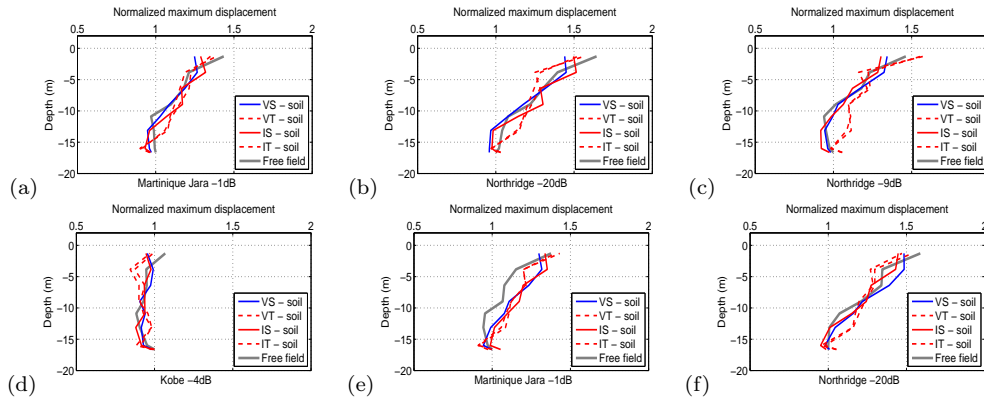 Normalized maximum displacement
0.5 1 1.5 2
0
−5
−10
−15
−20
Depth (m)
VS − soil
VT − soil
IS − soil
IT − soil
Free field
(a)
Martinique Jara −1dB
Normalized maximum displacement
0.5 1 1.5 2
0
−5
−10
−15
−20
Depth (m)
VS − soil
VT − soil
IS − soil
IT − soil
Free field
(b)
Northridge −20dB
Normalized maximum displacement
0.5 1 1.5 2
0
−5
−10
−15
−20
Depth (m)
VS − soil
VT − soil
IS − soil
IT − soil
Free field
(c)
Northridge −9dB
Normalized maximum displacement
0.5 1 1.5 2
0
−5
−10
−15
−20
Depth (m)
VS − soil
VT − soil
IS − soil
IT − soil
Free field
(d)
Kobe −4dB
Normalized maximum displacement
0.5 1 1.5 2
0
−5
−10
−15
−20
Depth (m)
VS − soil
VT − soil
IS − soil
IT − soil
Free field
(e)
Martinique Jara −1dB
Normalized maximum displacement
0.5 1 1.5 2
0
−5
−10
−15
−20
Depth (m)
VS − soil
VT − soil
IS − soil
IT − soil
Free field
(f)
Northridge −20dB